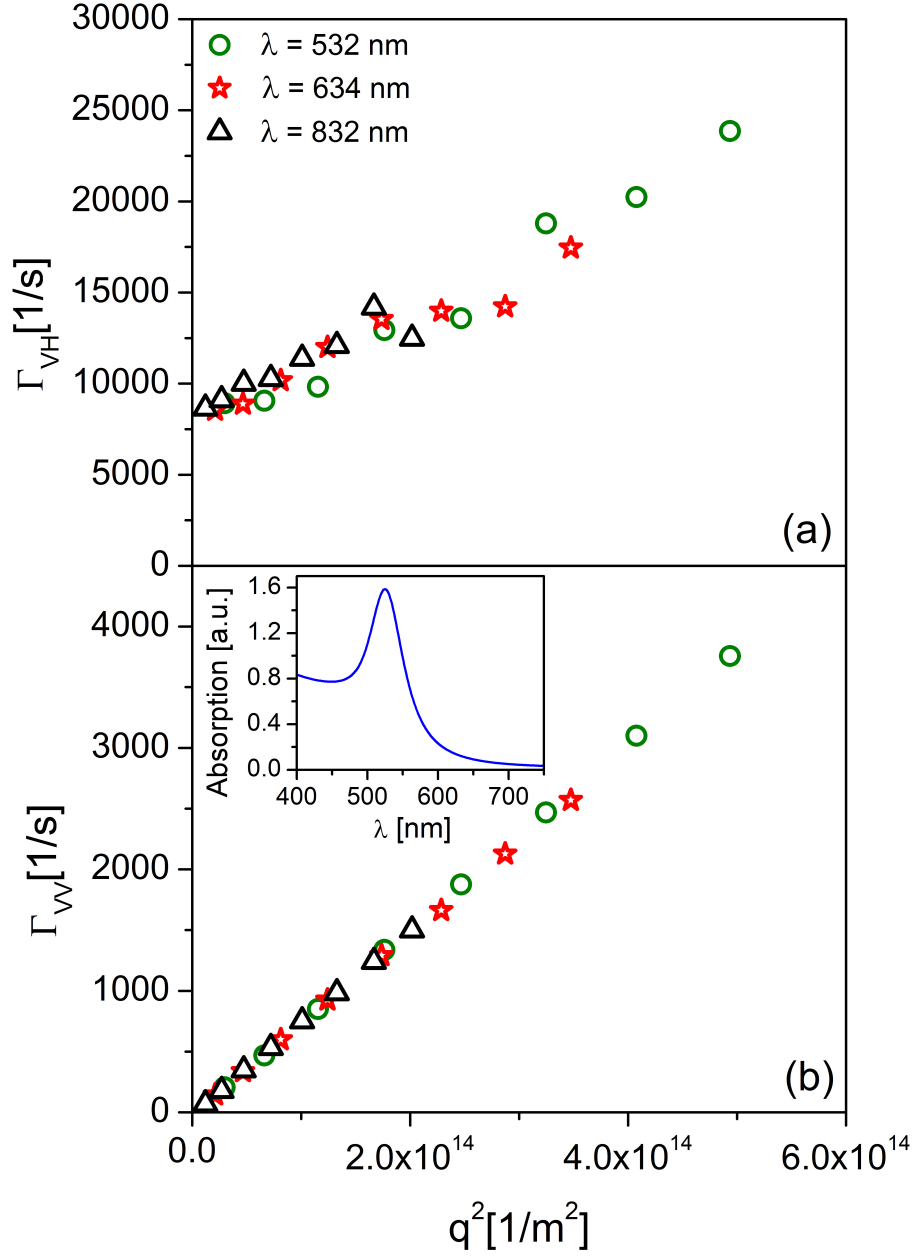 30000
25000
20000
15000
10000
5000
0
Γ_VH[1/s]
λ = 532 nm
λ = 634 nm
λ = 832 nm
(a)
4000
3000
2000
1000
0
Γ_VV[1/s]
1.6
1.2
0.8
0.4
0.0
Absorption [a.u.]
400 500 600 700
λ [nm]
(b)
0.0 2.0x10^14 4.0x10^14 6.0x10^14
q^2[1/m^2]